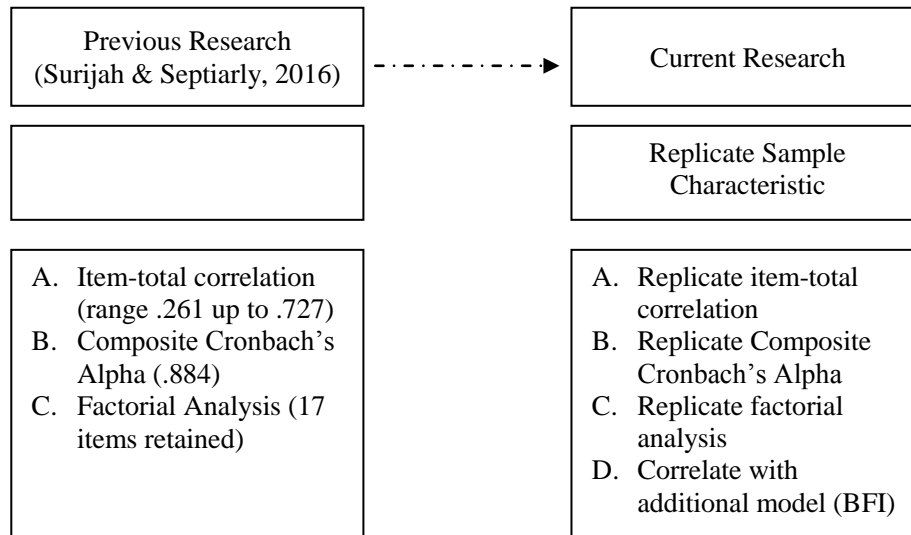 Previous Research
(Surijah & Septiarly, 2016)
Current Research
Replicate Sample
Characteristic
A. Item-total correlation
(range .261 up to .727)
B. Composite Cronbach's
Alpha (.884)
C. Factorial Analysis (17
items retained)
A. Replicate item-total
correlation
B. Replicate Composite
Cronbach's Alpha
C. Replicate factorial
analysis
D. Correlate with
additional model (BFI)